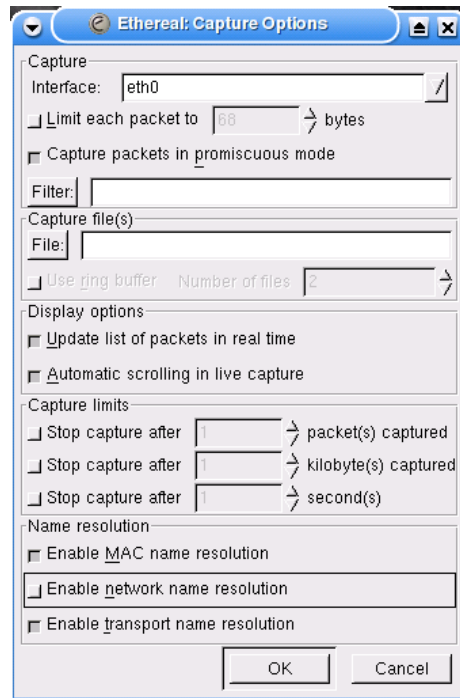 Ethereal: Capture Options
Capture
Interface: eth0
Limit each packet to 68 bytes
Capture packets in promiscuous mode
Filter:
Capture file(s)
File:
Use ring buffer Number of files 2
Display options
Update list of packets in real time
Automatic scrolling in live capture
Capture limits
Stop capture after 1 packet(s) captured
Stop capture after 1 kilobyte(s) captured
Stop capture after 1 second(s)
Name resolution
Enable MAC name resolution
Enable network name resolution
Enable transport name resolution
OK Cancel